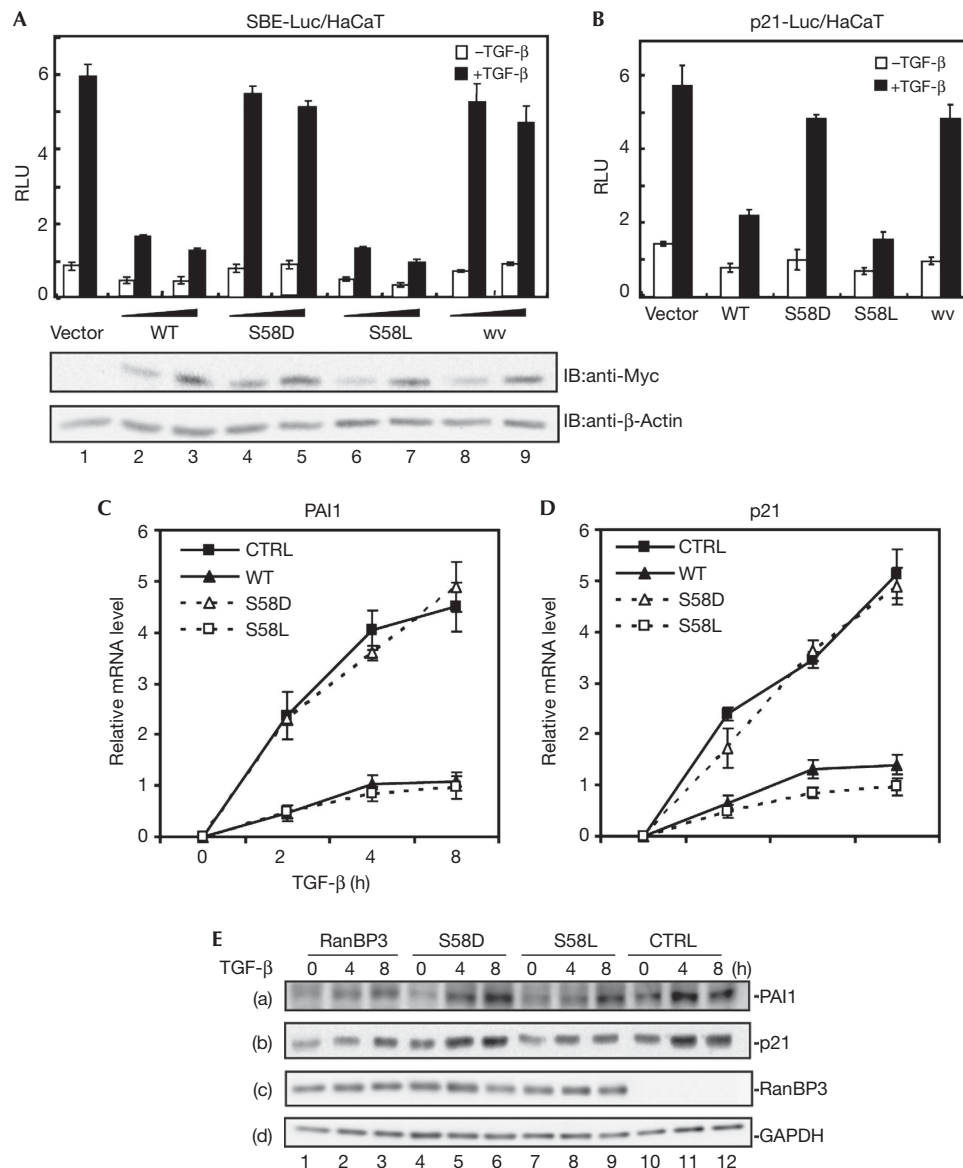 A
SBE-Luc/HaCaT
–TGF-β
+TGF-β
RLU
6
4
2
0
Vector WT S58D S58L wv
IB:anti-Myc
IB:anti-β-Actin
1 2 3 4 5 6 7 8 9
B
p21-Luc/HaCaT
–TGF-β
+TGF-β
RLU
6
4
2
0
Vector WT S58D S58L wv
C
PAI1
CTRL
WT
S58D
S58L
Relative mRNA level
6
5
4
3
2
1
0
0 2 4 8
TGF-β (h)
D
p21
CTRL
WT
S58D
S58L
Relative mRNA level
6
5
4
3
2
1
0
E
RanBP3 S58D S58L CTRL
TGF-β 0 4 8 0 4 8 0 4 8 0 4 8 (h)
(a) -PAI1
(b) -p21
(c) -RanBP3
(d) -GAPDH
1 2 3 4 5 6 7 8 9 10 11 12